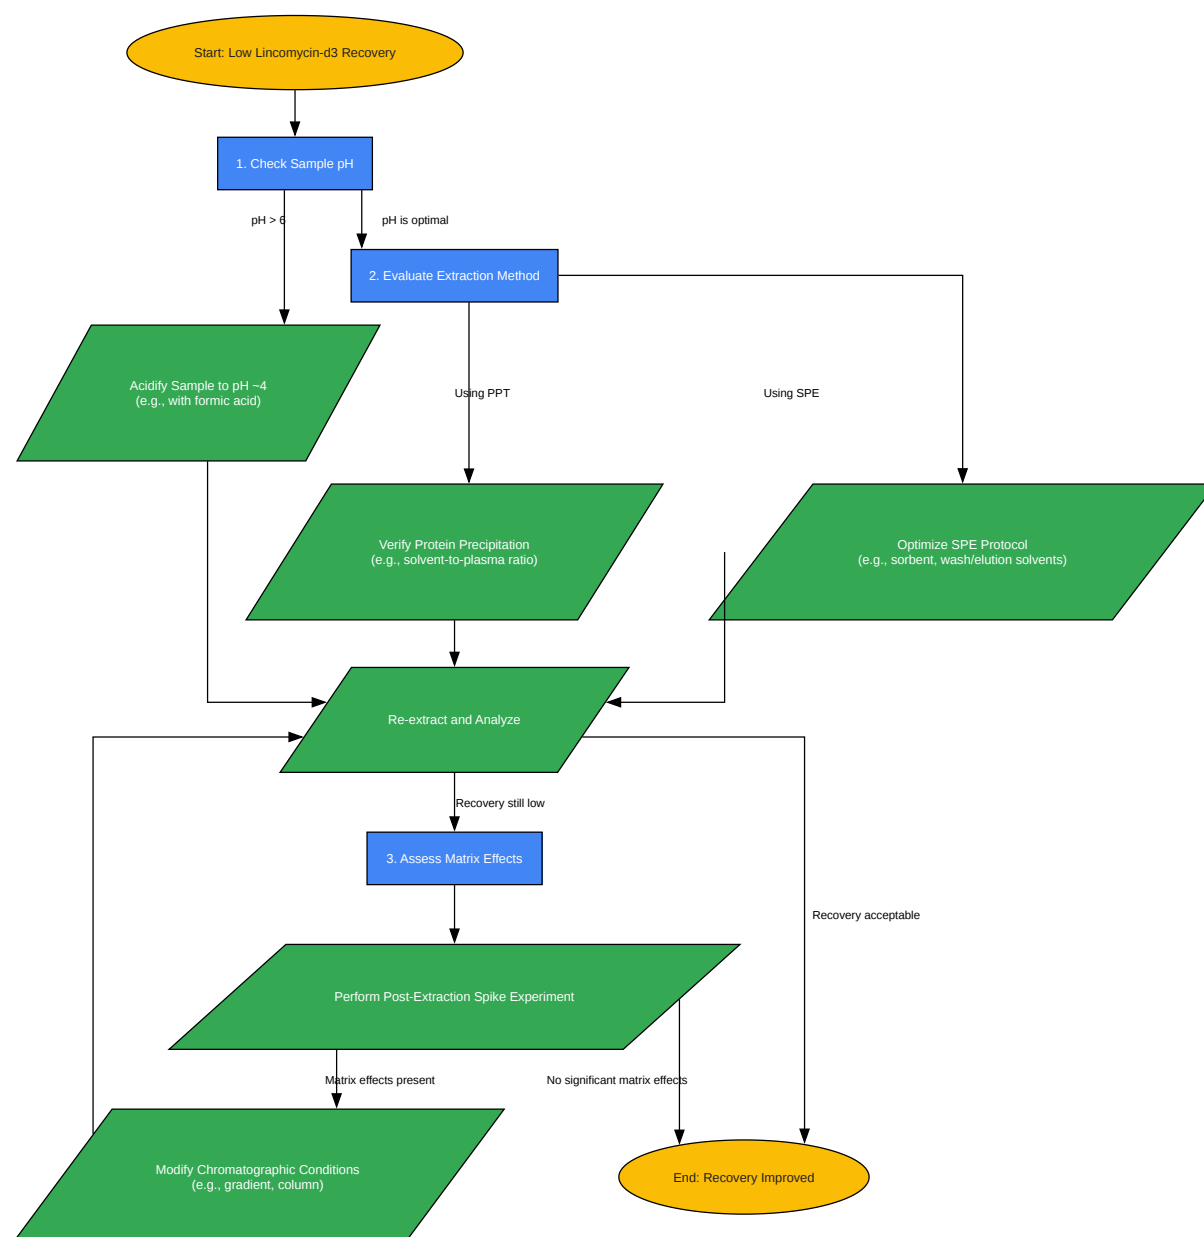 Start: Low Lincomycin-d3 Recovery
1. Check Sample pH
pH > 6
pH is optimal
2. Evaluate Extraction Method
Acidify Sample to pH ~4
(e.g., with formic acid)
Using PPT
Using SPE
Verify Protein Precipitation
(e.g., solvent-to-plasma ratio)
Optimize SPE Protocol
(e.g., sorbent, wash/elution solvents)
Re-extract and Analyze
Recovery still low
3. Assess Matrix Effects
Recovery acceptable
Perform Post-Extraction Spike Experiment
Matrix effects present
No significant matrix effects
Modify Chromatographic Conditions
(e.g., gradient, column)
End: Recovery Improved